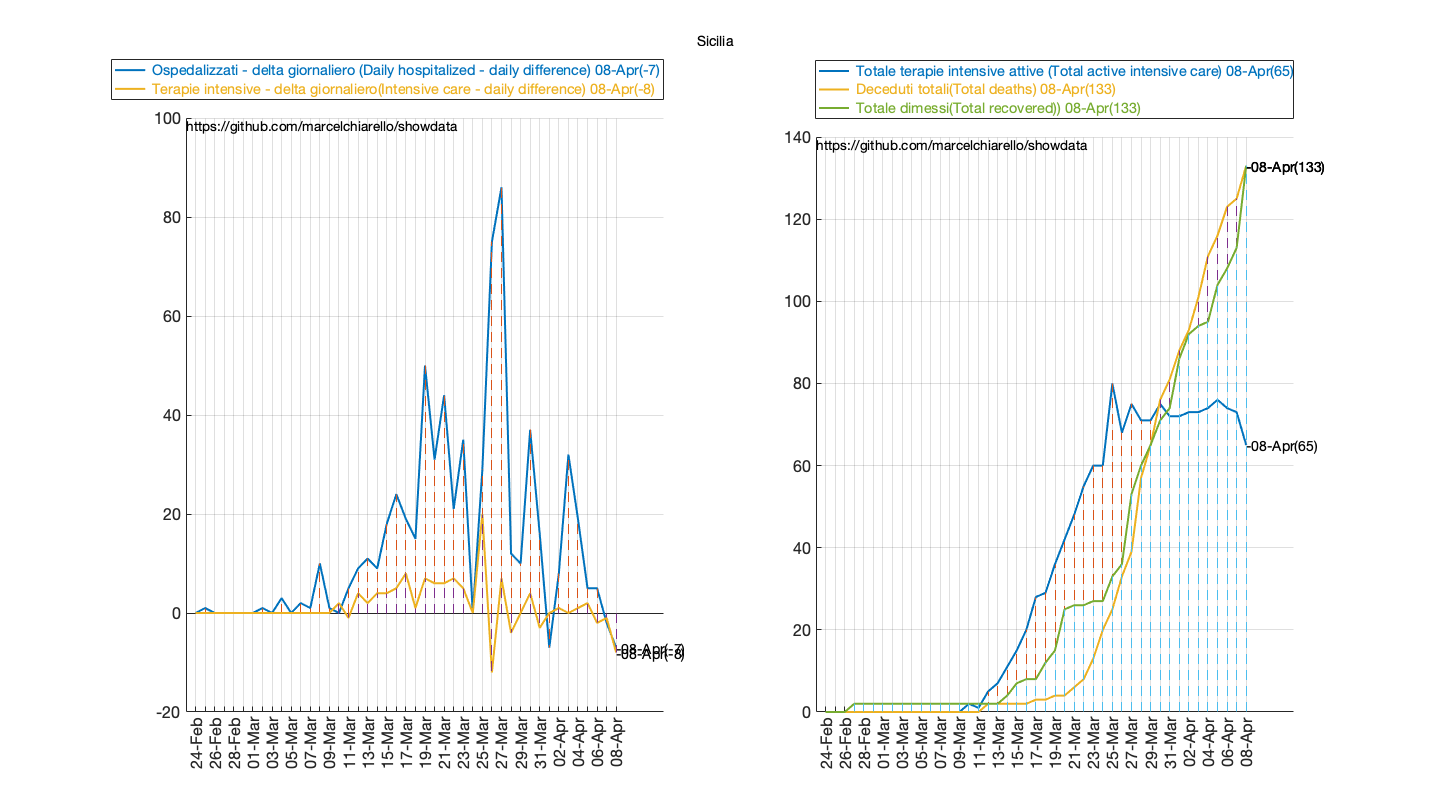 Sicilia
Ospedalizzati - delta giornaliero (Daily hospitalized - daily difference) 08-Apr(-7)
Terapie intensive - delta giornaliero(Intensive care - daily difference) 08-Apr(-8)
https://github.com/marcelchiarello/showdata
100
80
60
40
20
0
-20
-08-Apr(-7)
-08-Apr(-8)
24-Feb
26-Feb
28-Feb
01-Mar
03-Mar
05-Mar
07-Mar
09-Mar
11-Mar
13-Mar
15-Mar
17-Mar
19-Mar
21-Mar
23-Mar
25-Mar
27-Mar
29-Mar
31-Mar
02-Apr
04-Apr
06-Apr
08-Apr
Totale terapie intensive attive (Total active intensive care) 08-Apr(65)
Deceduti totali(Total deaths) 08-Apr(133)
Totale dimessi(Total recovered)) 08-Apr(133)
https://github.com/marcelchiarello/showdata
140
120
100
80
60
40
20
0
-08-Apr(133)
-08-Apr(65)
24-Feb
26-Feb
28-Feb
01-Mar
03-Mar
05-Mar
07-Mar
09-Mar
11-Mar
13-Mar
15-Mar
17-Mar
19-Mar
21-Mar
23-Mar
25-Mar
27-Mar
29-Mar
31-Mar
02-Apr
04-Apr
06-Apr
08-Apr